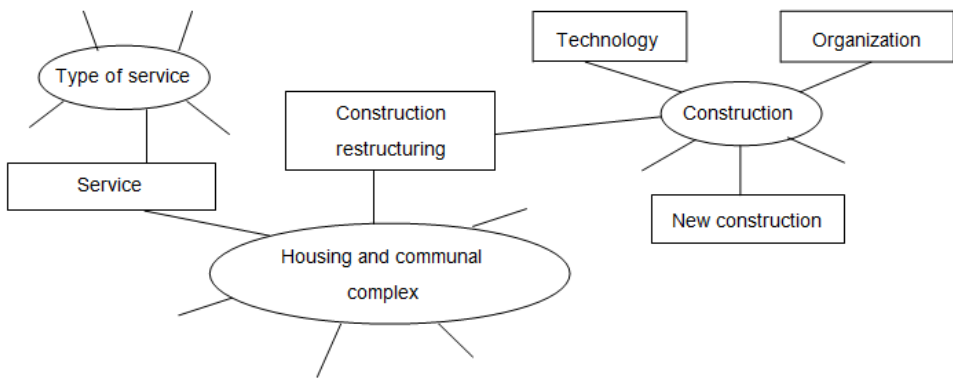 Technology
Organization
Type of service
Construction
restructuring
Construction
Service
New construction
Housing and communal
complex